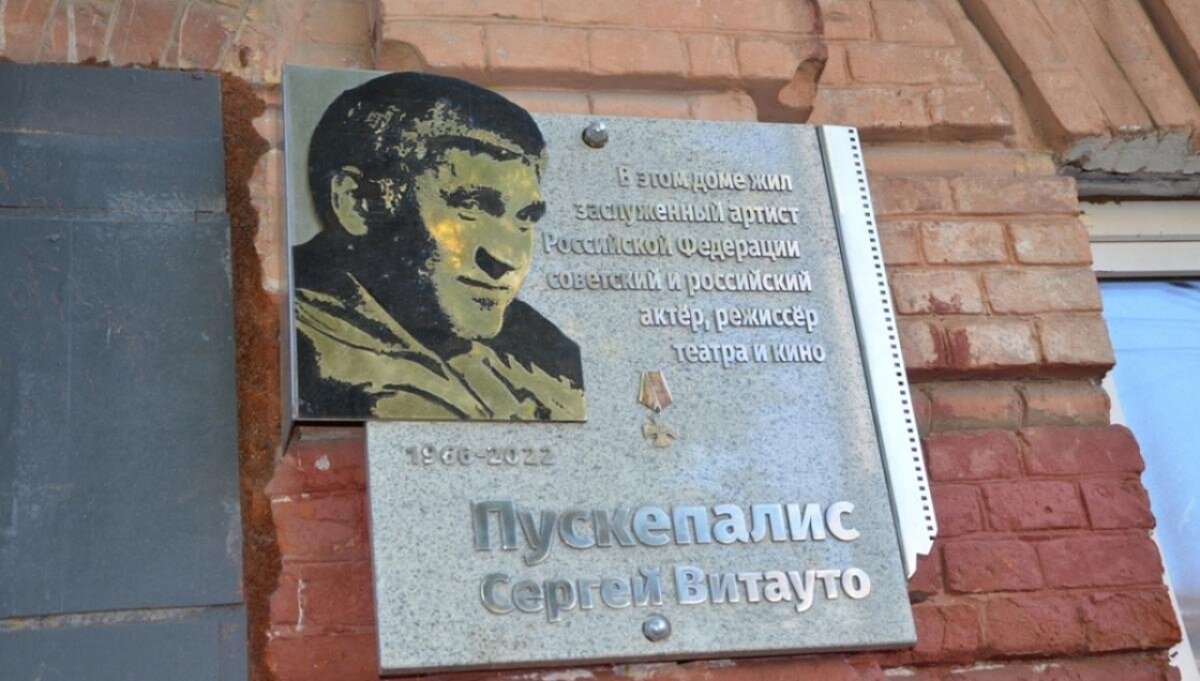 В этом доме жил
заслуженный артист
Российской Федерации
советский и российский
актёр, режиссёр
театра и кино
1966-2022
Пускепалис
Сергей Витауто